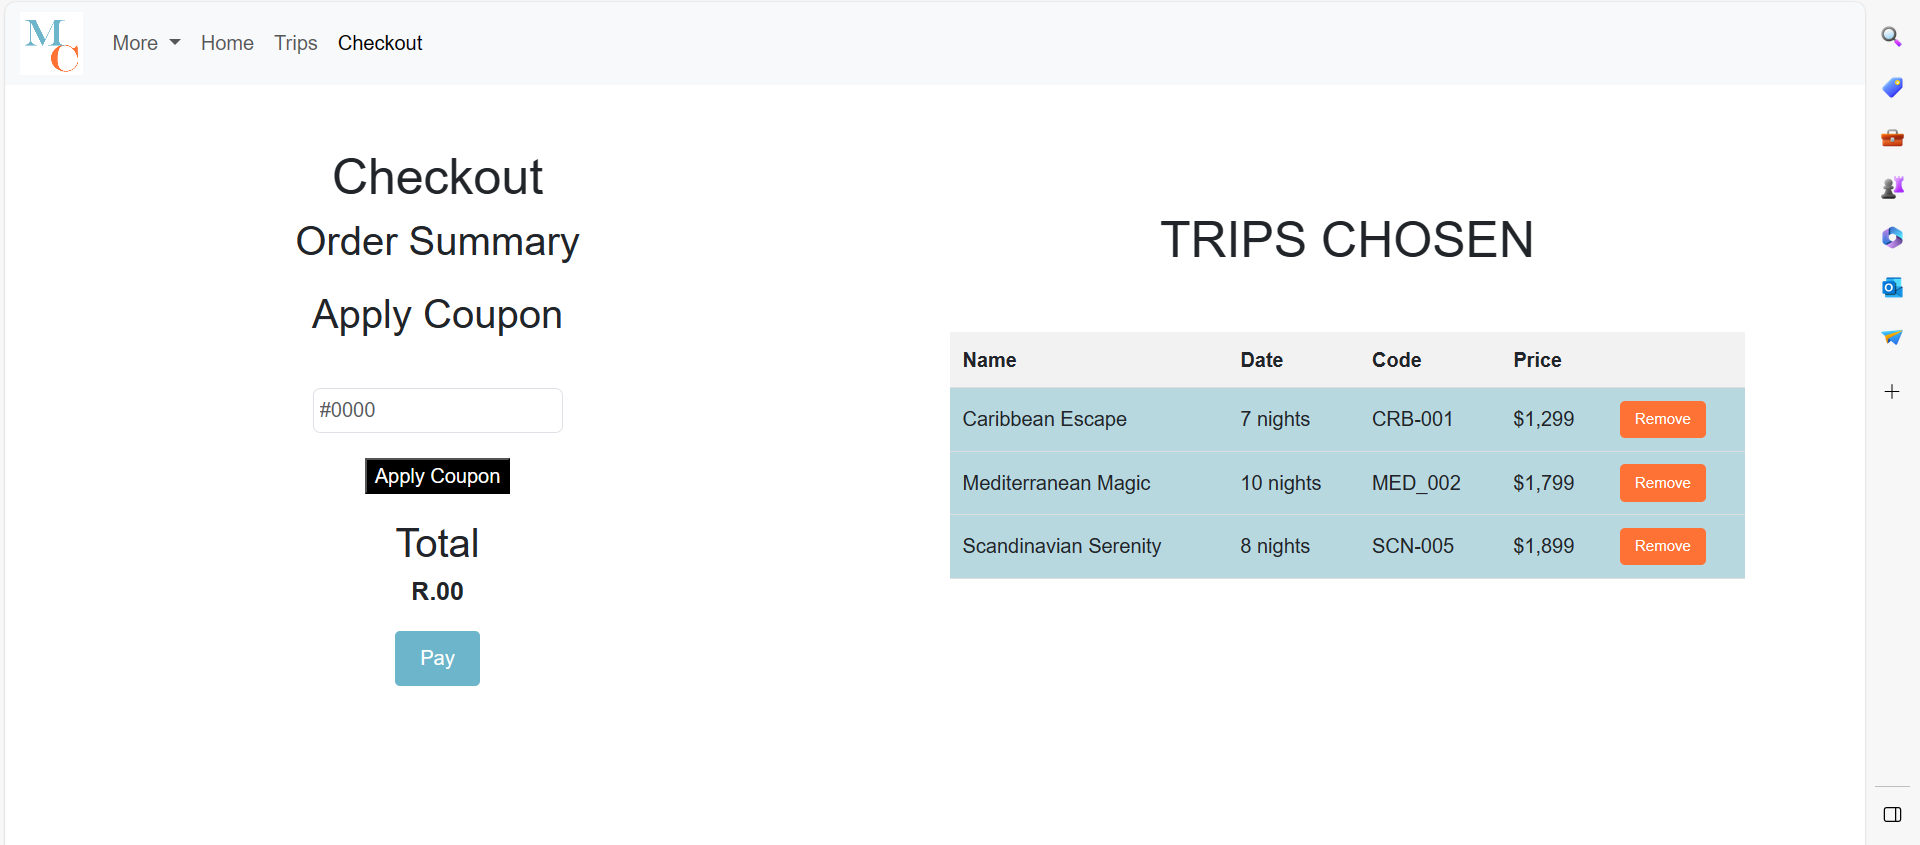 MC
More Home Trips Checkout
Checkout
Order Summary
Apply Coupon
#0000
Apply Coupon
Total
R.00
Pay
TRIPS CHOSEN
Name Date Code Price
Caribbean Escape 7 nights CRB-001 $1,299 Remove
Mediterranean Magic 10 nights MED_002 $1,799 Remove
Scandinavian Serenity 8 nights SCN-005 $1,899 Remove